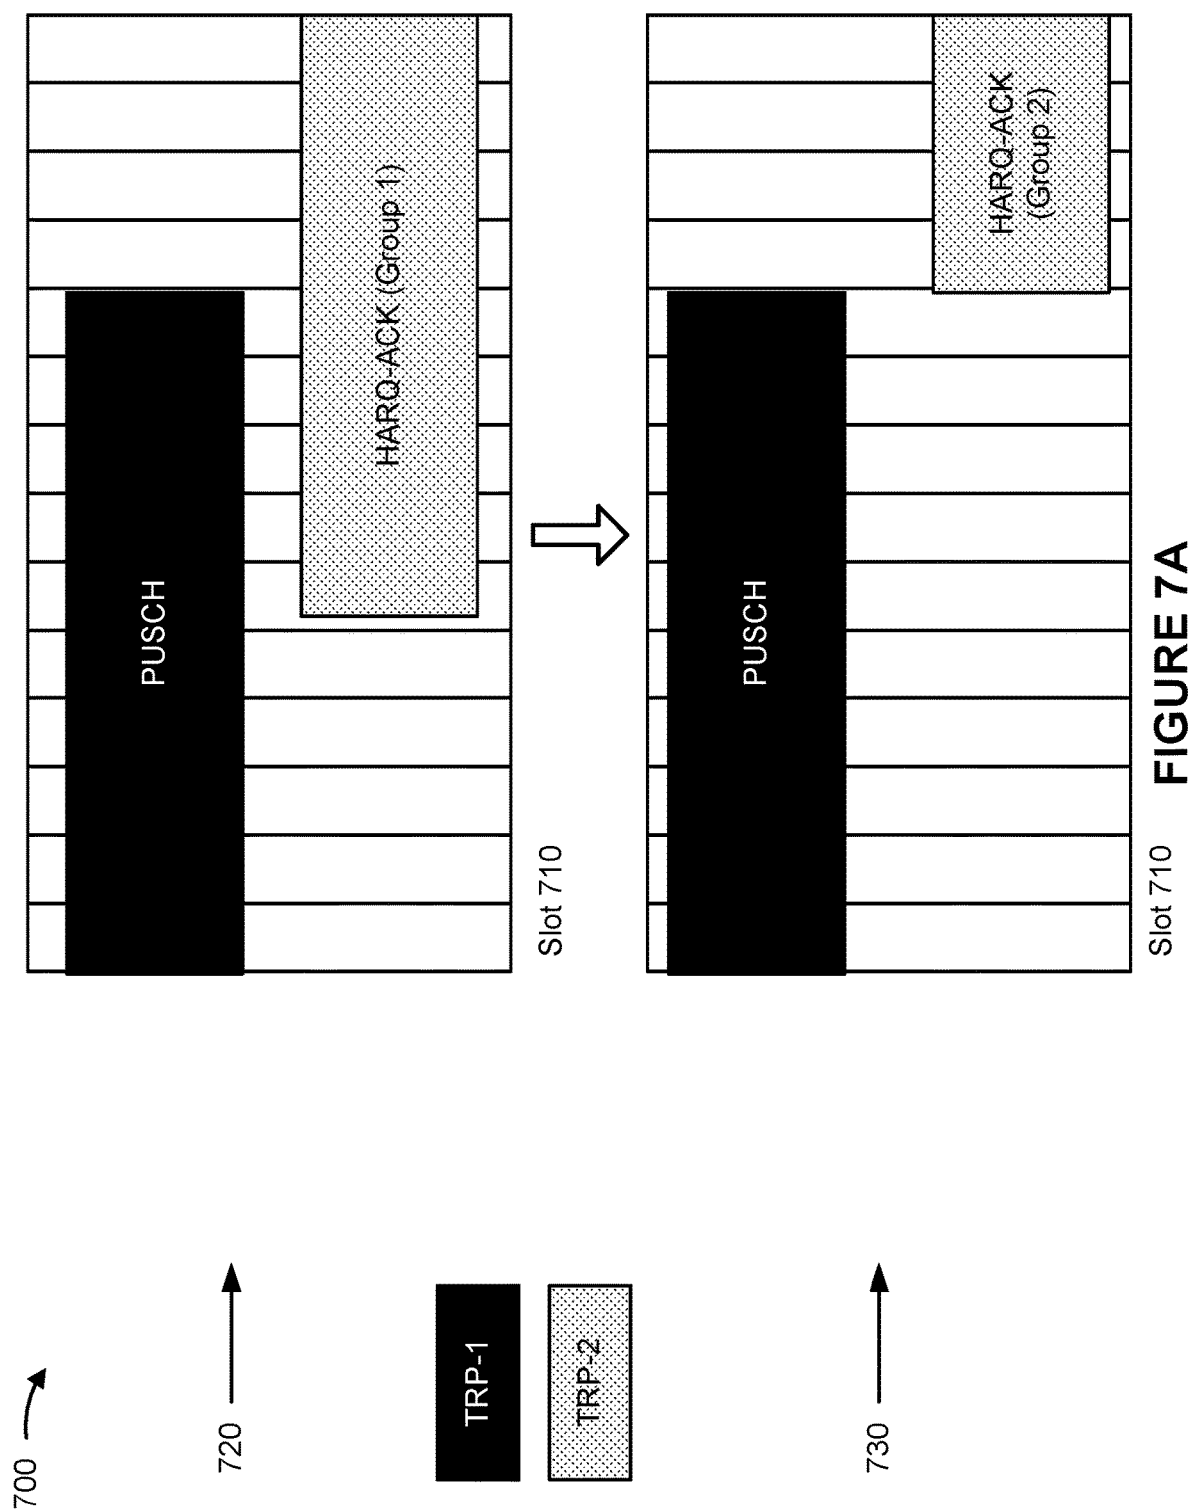 700
720
PUSCH
HARQ-ACK (Group 1)
Slot 710
TRP-1
TRP-2
730
PUSCH
HARQ-ACK
(Group 2)
Slot 710
FIGURE 7A